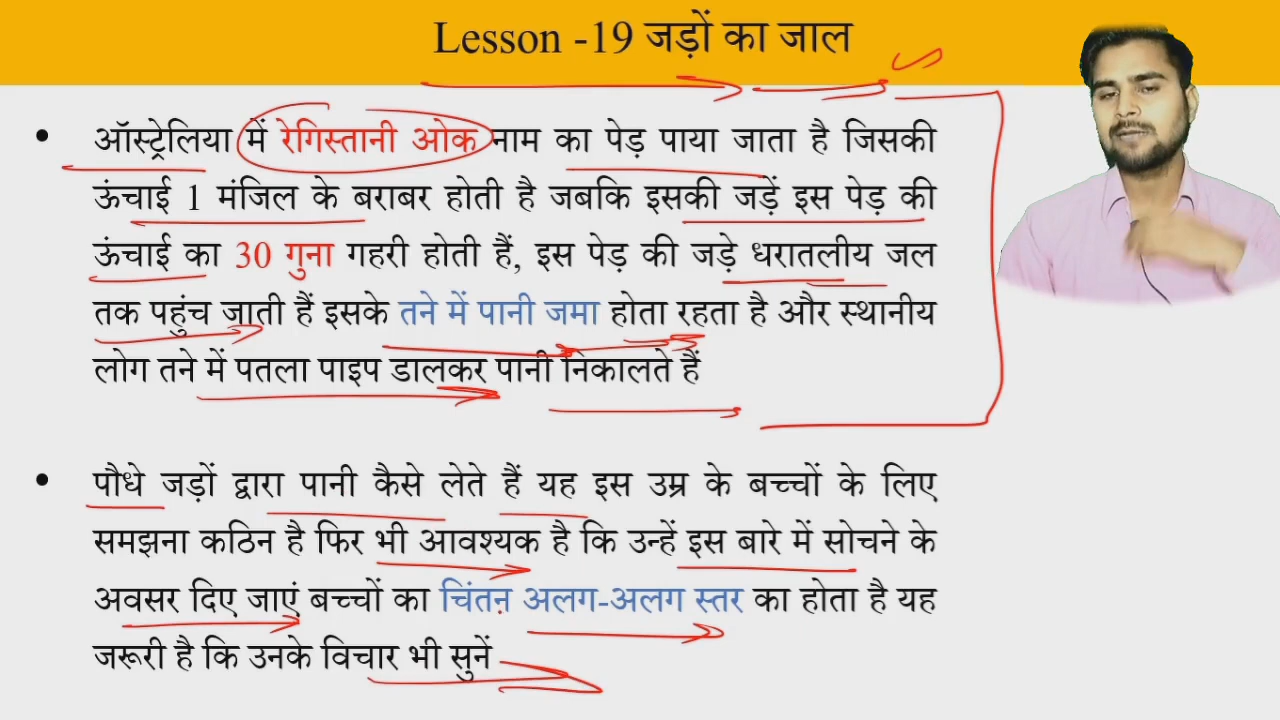 Lesson -19 जड़ों का जाल
• ऑस्ट्रेलिया में रेगिस्तानी ओक नाम का पेड़ पाया जाता है जिसकी
ऊंचाई 1 मंजिल के बराबर होती है जबकि इसकी जड़ें इस पेड़ की
ऊंचाई का 30 गुना गहरी होती हैं, इस पेड़ की जड़े धरातलीय जल
तक पहुंच जाती हैं इसके तने में पानी जमा होता रहता है और स्थानीय
लोग तने में पतला पाइप डालकर पानी निकालते हैं
• पौधे जड़ों द्वारा पानी कैसे लेते हैं यह इस उम्र के बच्चों के लिए
समझना कठिन है फिर भी आवश्यक है कि उन्हें इस बारे में सोचने के
अवसर दिए जाएं बच्चों का चिंतन अलग-अलग स्तर का होता है यह
जरूरी है कि उनके विचार भी सुनें